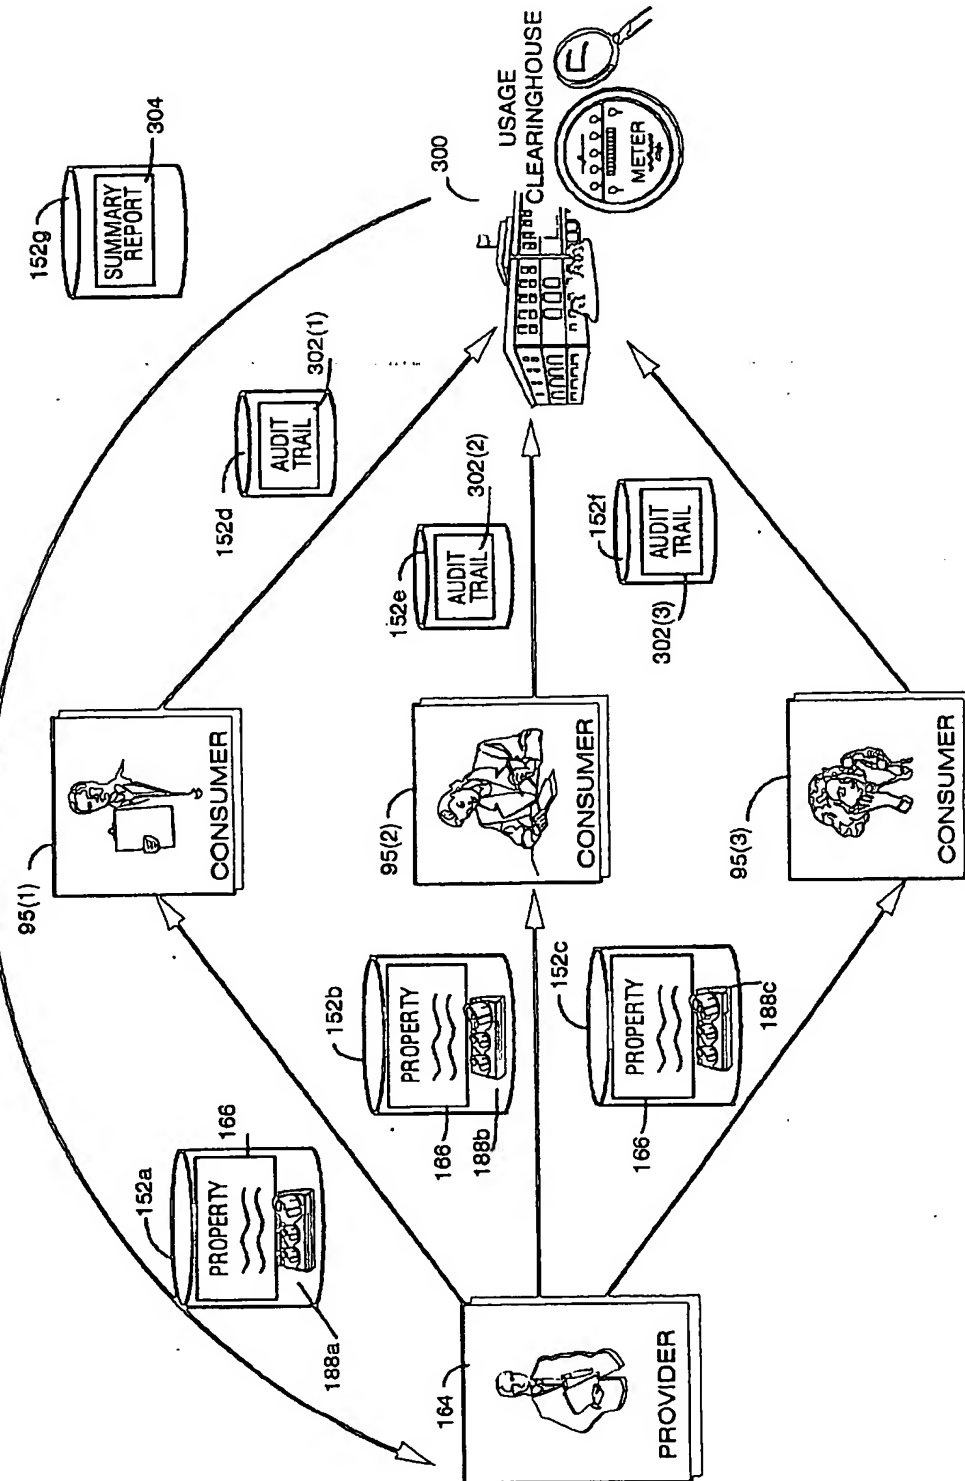 152g
SUMMARY
REPORT
304
300
USAGE
CLEARINGHOUSE
METER
152d
AUDIT
TRAIL
302(1)
152e
AUDIT
TRAIL
302(2)
152f
AUDIT
TRAIL
302(3)
95(1)
CONSUMER
95(2)
CONSUMER
95(3)
CONSUMER
152a
166
PROPERTY
188a
152b
PROPERTY
166
188b
152c
PROPERTY
166
188c
164
PROVIDER